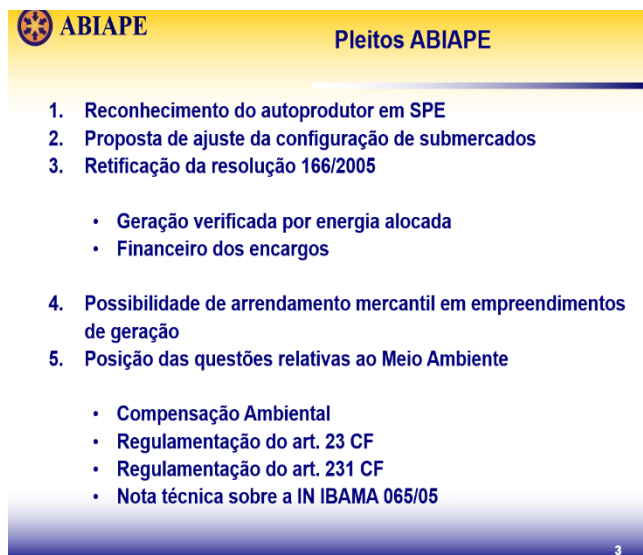 ABIAPE
Pleitos ABIAPE
1. Reconhecimento do autoprodutor em SPE
2. Proposta de ajuste da configuração de submercados
3. Retificação da resolução 166/2005
• Geração verificada por energia alocada
• Financeiro dos encargos
4. Possibilidade de arrendamento mercantil em empreendimentos
de geração
5. Posição das questões relativas ao Meio Ambiente
• Compensação Ambiental
• Regulamentação do art. 23 CF
• Regulamentação do art. 231 CF
• Nota técnica sobre a IN IBAMA 065/05
3